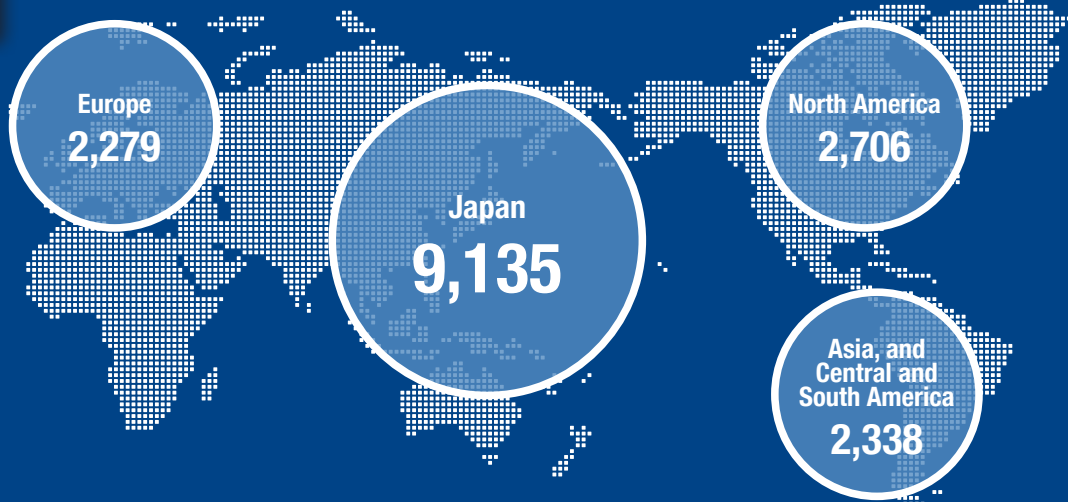 Europe
2,279
North America
2,706
Japan
9,135
Asia, and
Central and
South America
2,338